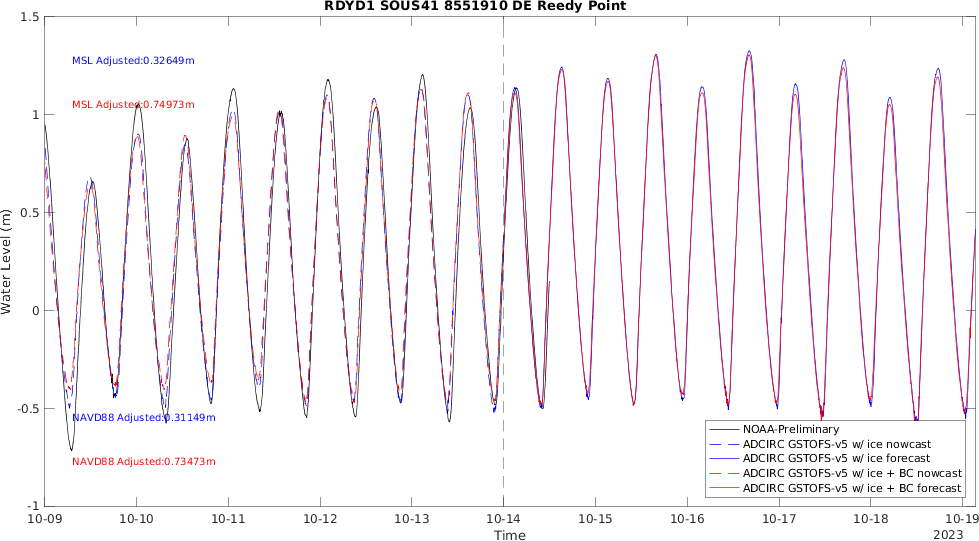 RDYD1 SOUS41 8551910 DE Reedy Point
1.5
MSL Adjusted:0.32649m
MSL Adjusted:0.74973m
1
0.5
Water Level (m)
0
-0.5
NAVD88 Adjusted:0.31149m
NAVD88 Adjusted:0.73473m
NOAA-Preliminary
ADCIRC GSTOFS-v5 w/ ice nowcast
ADCIRC GSTOFS-v5 w/ ice forecast
ADCIRC GSTOFS-v5 w/ ice + BC nowcast
ADCIRC GSTOFS-v5 w/ ice + BC forecast
-1
10-09 10-10 10-11 10-12 10-13 10-14 10-15 10-16 10-17 10-18 10-19
Time 2023